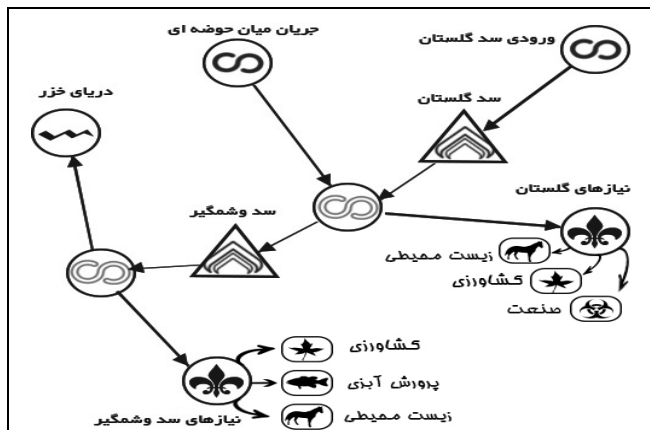 جریان میان حوضه ای
ورودی سد گلستان
دریای خزر
سد گلستان
نیازهای گلستان
سد وشمگیر
زیست محیطی
کشاورزی
صنعت
کشاورزی
پرورش آبزی
زیست محیطی
نیازهای سد وشمگیر